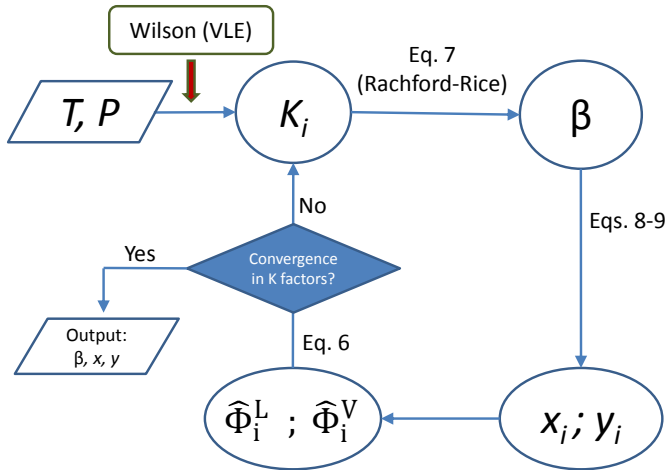 Wilson (VLE)
T, P
K_i
Eq. 7
(Rachford-Rice)
β
No
Eqs. 8-9
Yes
Convergence
in K factors?
Output:
β, x, y
Eq. 6
Φ̂_i^L ; Φ̂_i^V
x_i; y_i